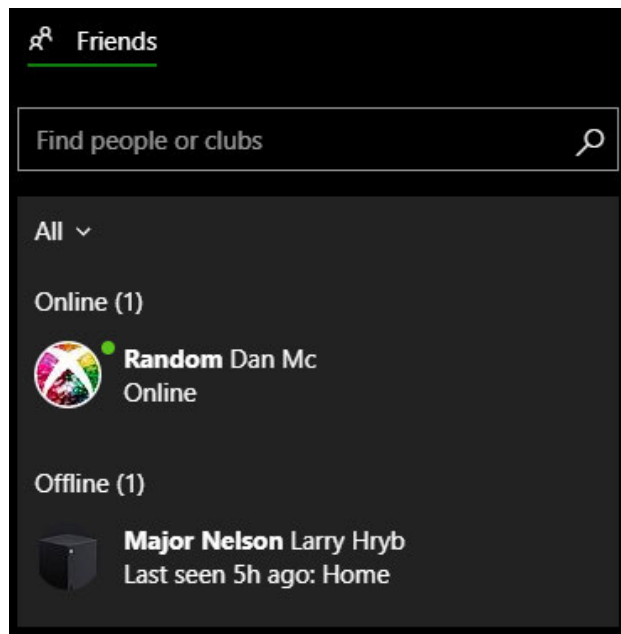 Friends
Find people or clubs
All
Online (1)
Random Dan Mc
Online
Offline (1)
Major Nelson Larry Hryb
Last seen 5h ago: Home